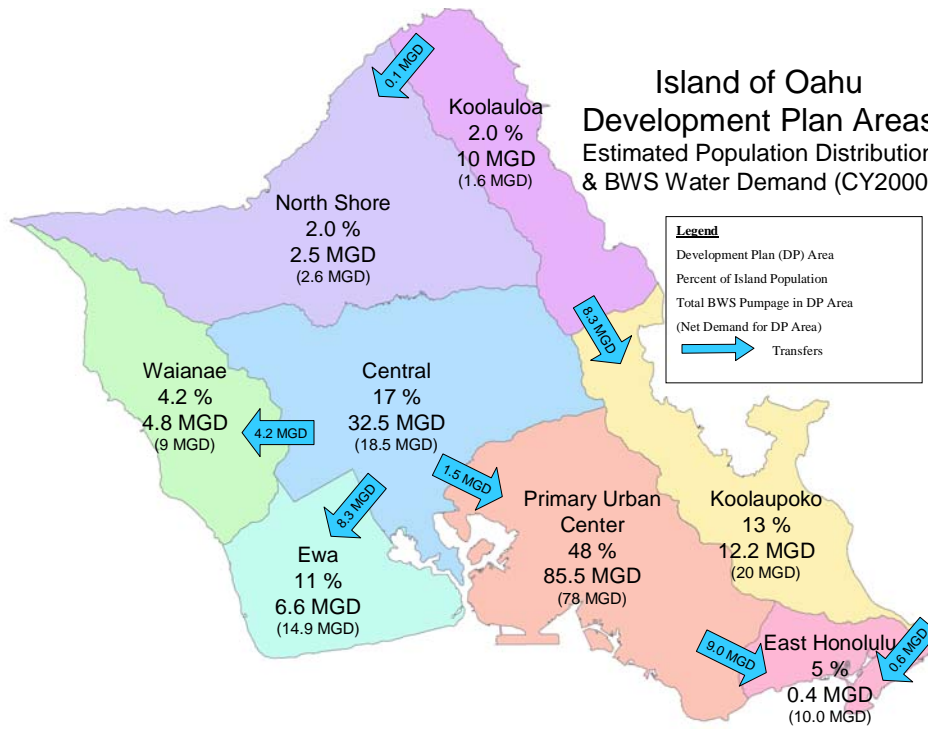 Island of Oahu
Development Plan Areas
Estimated Population Distribution
& BWS Water Demand (CY2000
Legend
Development Plan (DP) Area
Percent of Island Population
Total BWS Pumpage in DP Area
(Net Demand for DP Area)
Transfers
0.1 MGD
Koolauloa
2.0 %
10 MGD
(1.6 MGD)
North Shore
2.0 %
2.5 MGD
(2.6 MGD)
8.3 MGD
Waianae
4.2 %
4.8 MGD
(9 MGD)
4.2 MGD
Central
17 %
32.5 MGD
(18.5 MGD)
8.3 MGD
1.5 MGD
Ewa
11 %
6.6 MGD
(14.9 MGD)
Primary Urban
Center
48 %
85.5 MGD
(78 MGD)
Koolaupoko
13 %
12.2 MGD
(20 MGD)
9.0 MGD
East Honolulu
5 %
0.4 MGD
(10.0 MGD)
0.6 MGD